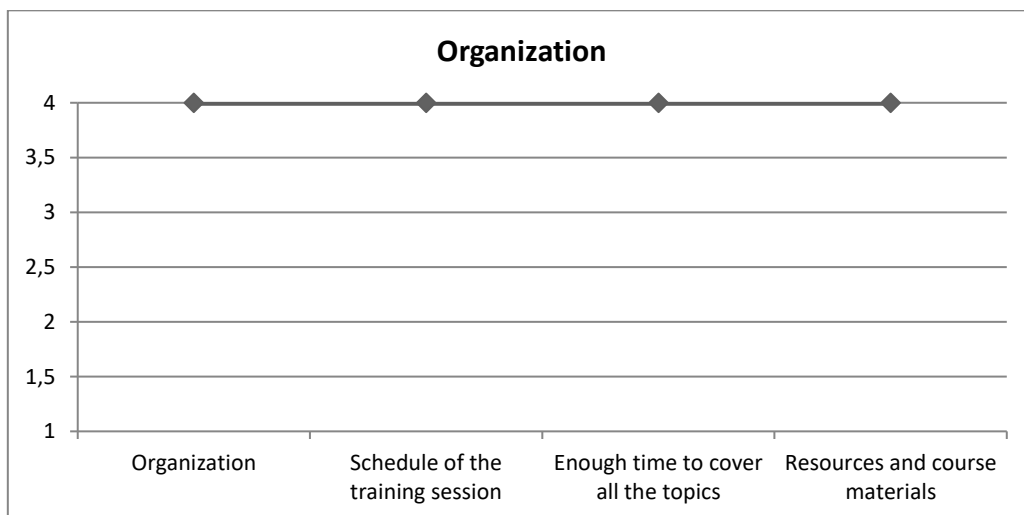 Organization
4
3,5
3
2,5
2
1,5
1
Organization
Schedule of the
training session
Enough time to cover
all the topics
Resources and course
materials